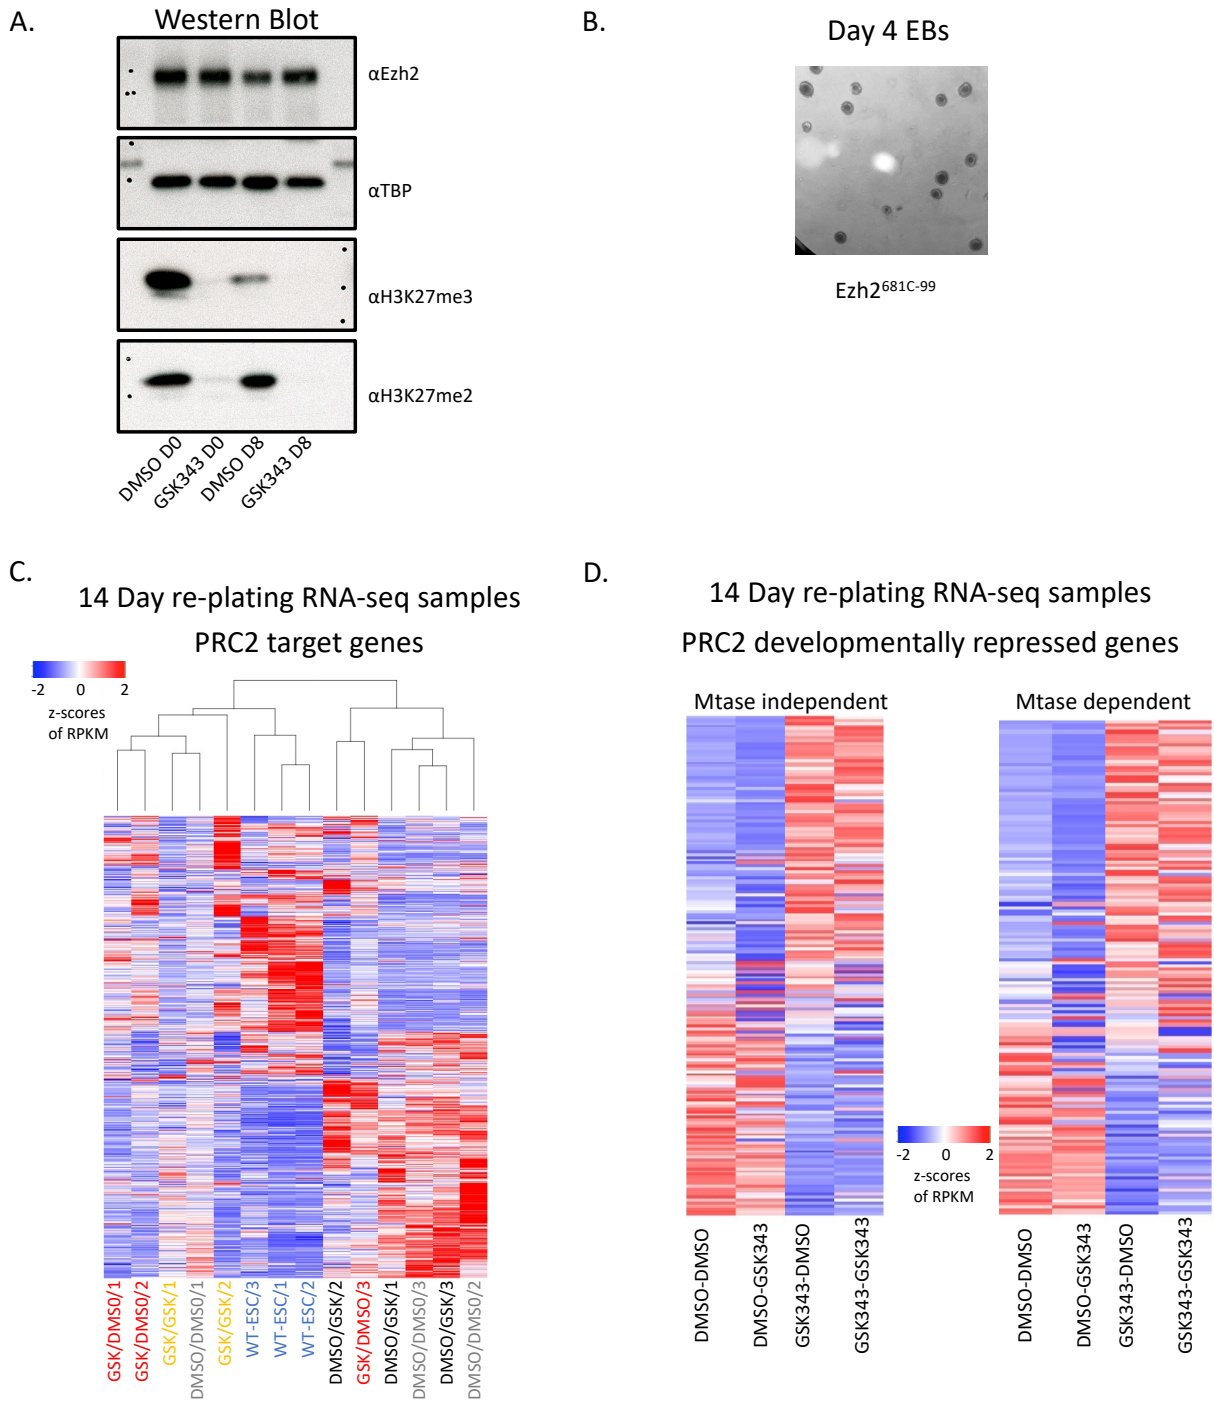 A.
Western Blot
αEzh2
αTBP
αH3K27me3
αH3K27me2
DMSO D0
GSK343 D0
DMSO D8
GSK343 D8
B.
Day 4 EBs
Ezh2681C-99
C.
14 Day re-plating RNA-seq samples
PRC2 target genes
-2 0 2
z-scores
of RPKM
GSK/DMS0/1
GSK/DMS0/2
GSK/GSK/1
DMSO/DMS0/1
GSK/GSK/2
WT-ESC/3
WT-ESC/1
WT-ESC/2
DMSO/GSK/2
GSK/DMSO/3
DMSO/GSK/1
DMSO/DMS0/3
DMSO/GSK/3
DMSO/DMS0/2
D.
14 Day re-plating RNA-seq samples
PRC2 developmentally repressed genes
Mtase independent
Mtase dependent
-2 0 2
z-scores
of RPKM
DMSO-DMSO
DMSO-GSK343
GSK343-DMSO
GSK343-GSK343
DMSO-DMSO
DMSO-GSK343
GSK343-DMSO
GSK343-GSK343